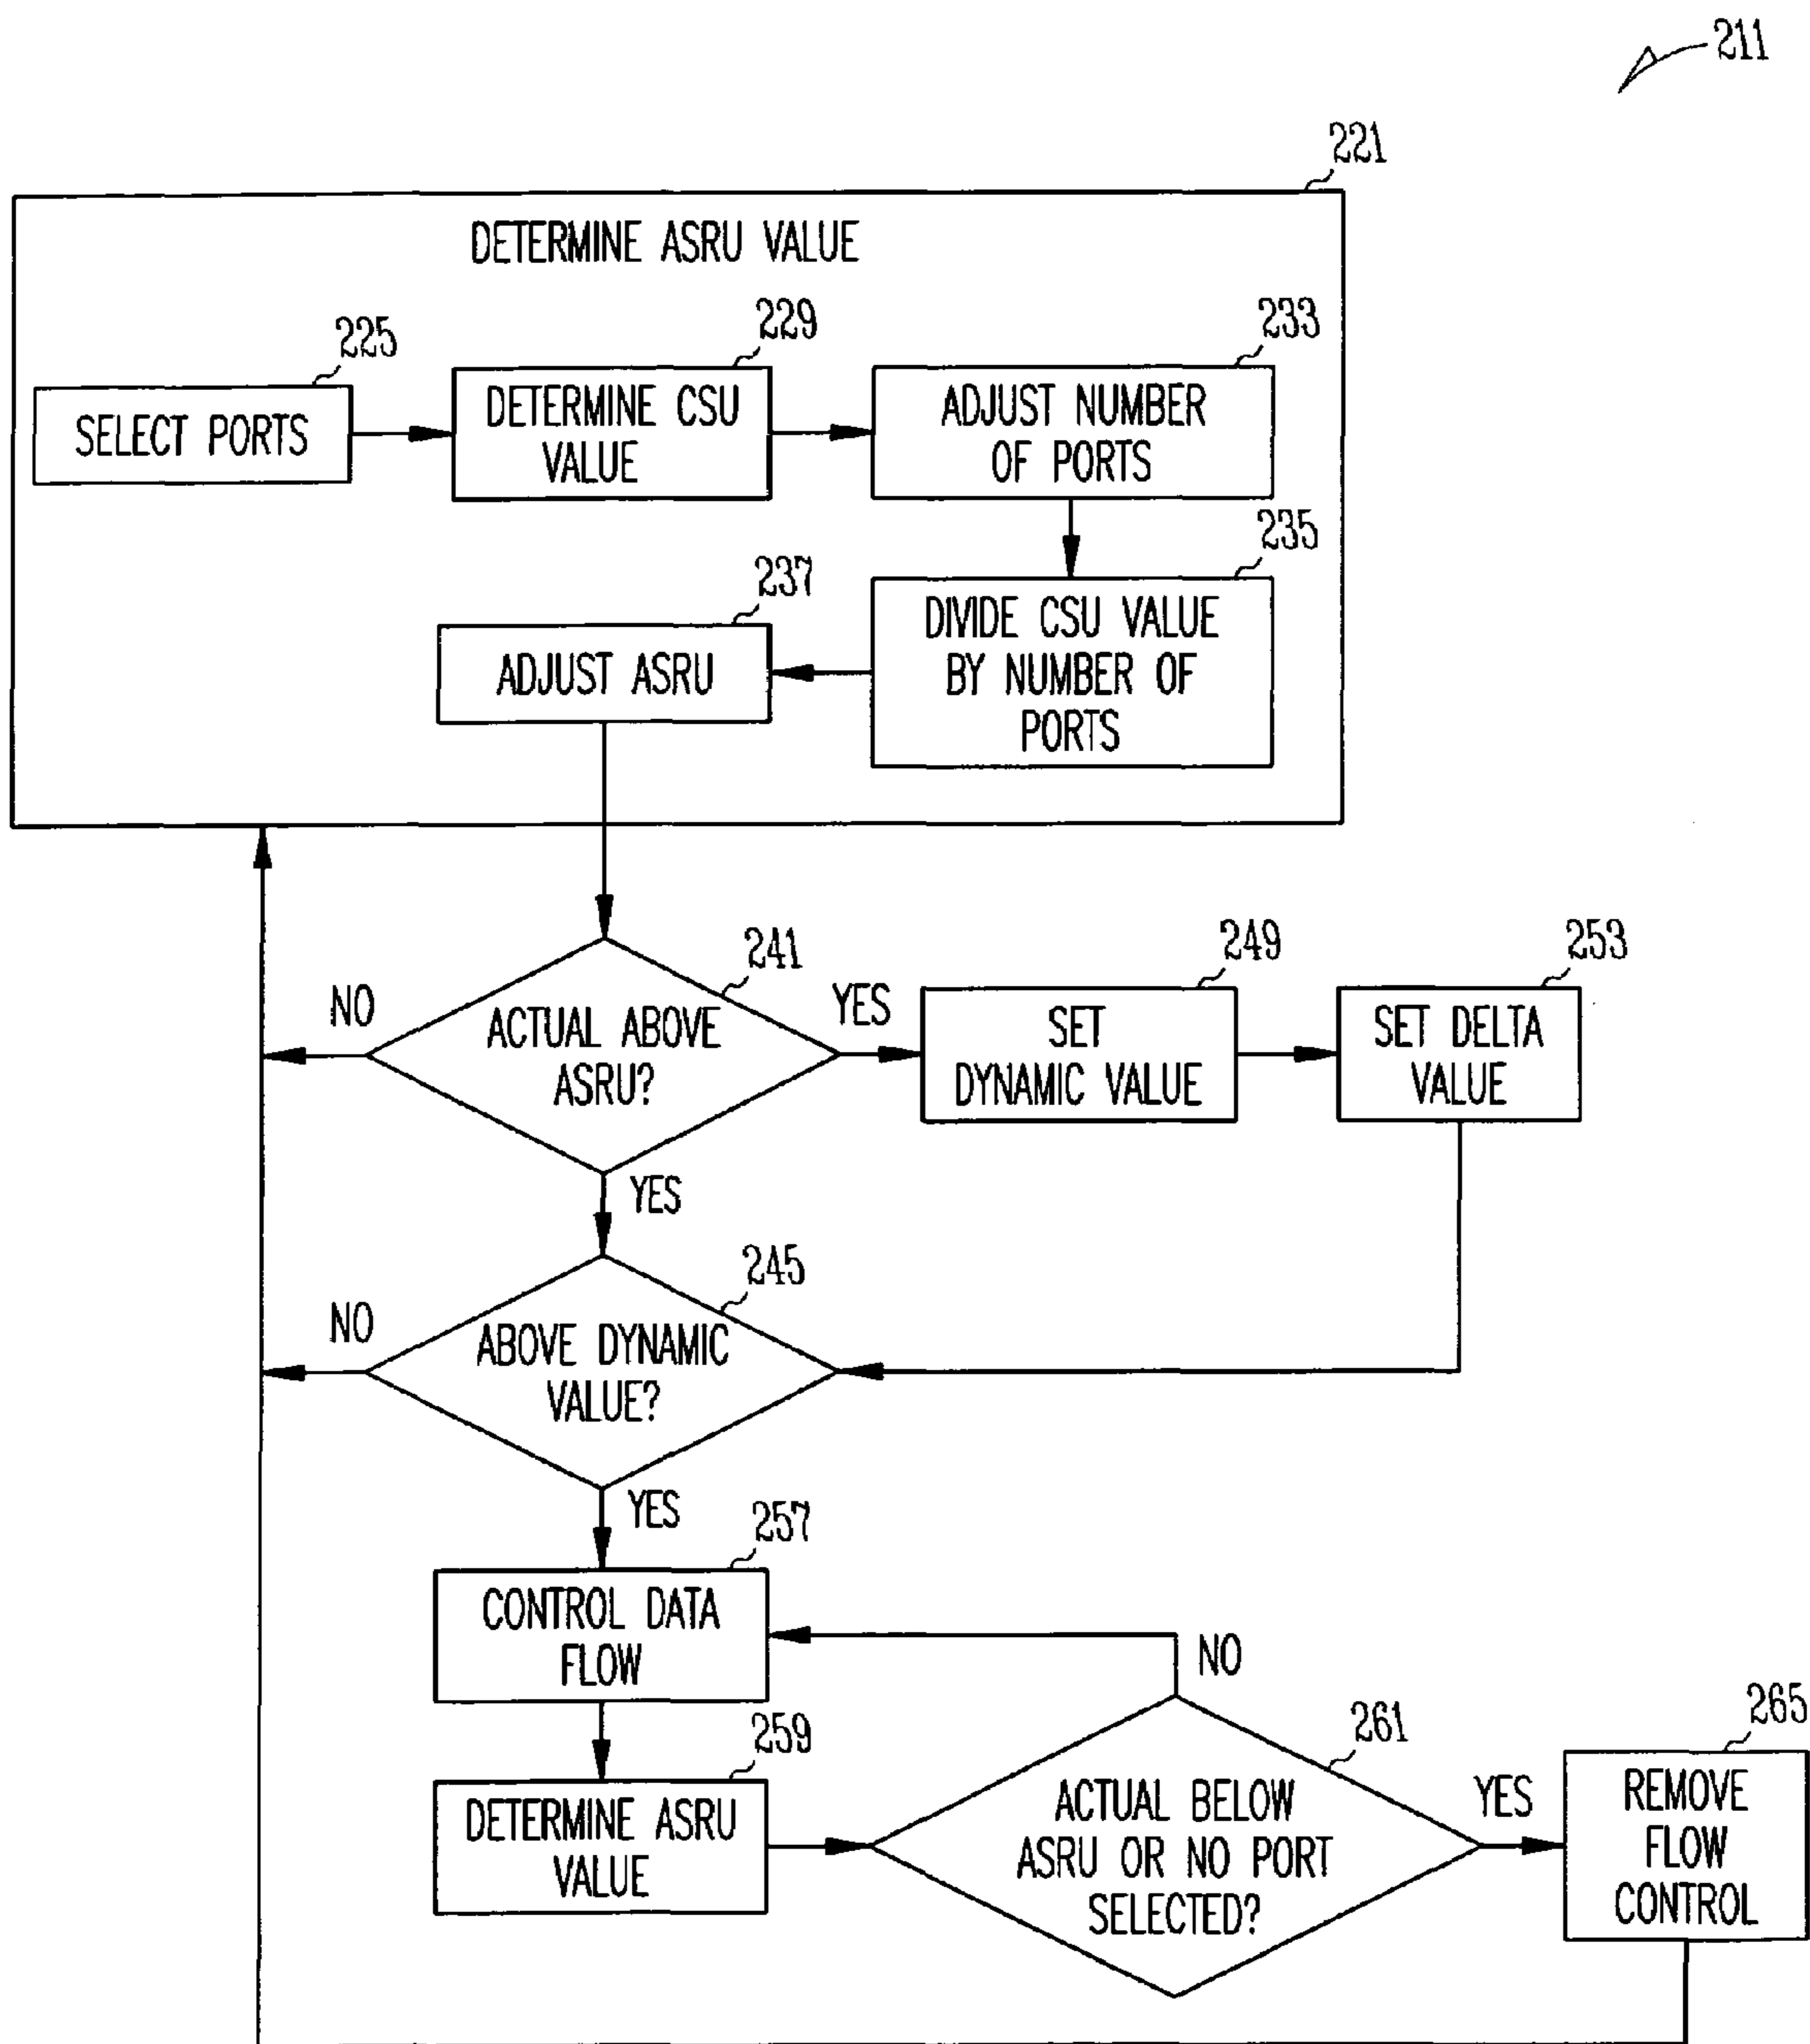 211
221
DETERMINE ASRU VALUE
225
SELECT PORTS
229
DETERMINE CSU
VALUE
233
ADJUST NUMBER
OF PORTS
235
DIVIDE CSU VALUE
BY NUMBER OF
PORTS
237
ADJUST ASRU
241
ACTUAL ABOVE
ASRU?
NO
YES
YES
249
SET
DYNAMIC VALUE
253
SET DELTA
VALUE
245
ABOVE DYNAMIC
VALUE?
NO
YES
257
CONTROL DATA
FLOW
259
DETERMINE ASRU
VALUE
261
ACTUAL BELOW
ASRU OR NO PORT
SELECTED?
NO
YES
265
REMOVE
FLOW
CONTROL